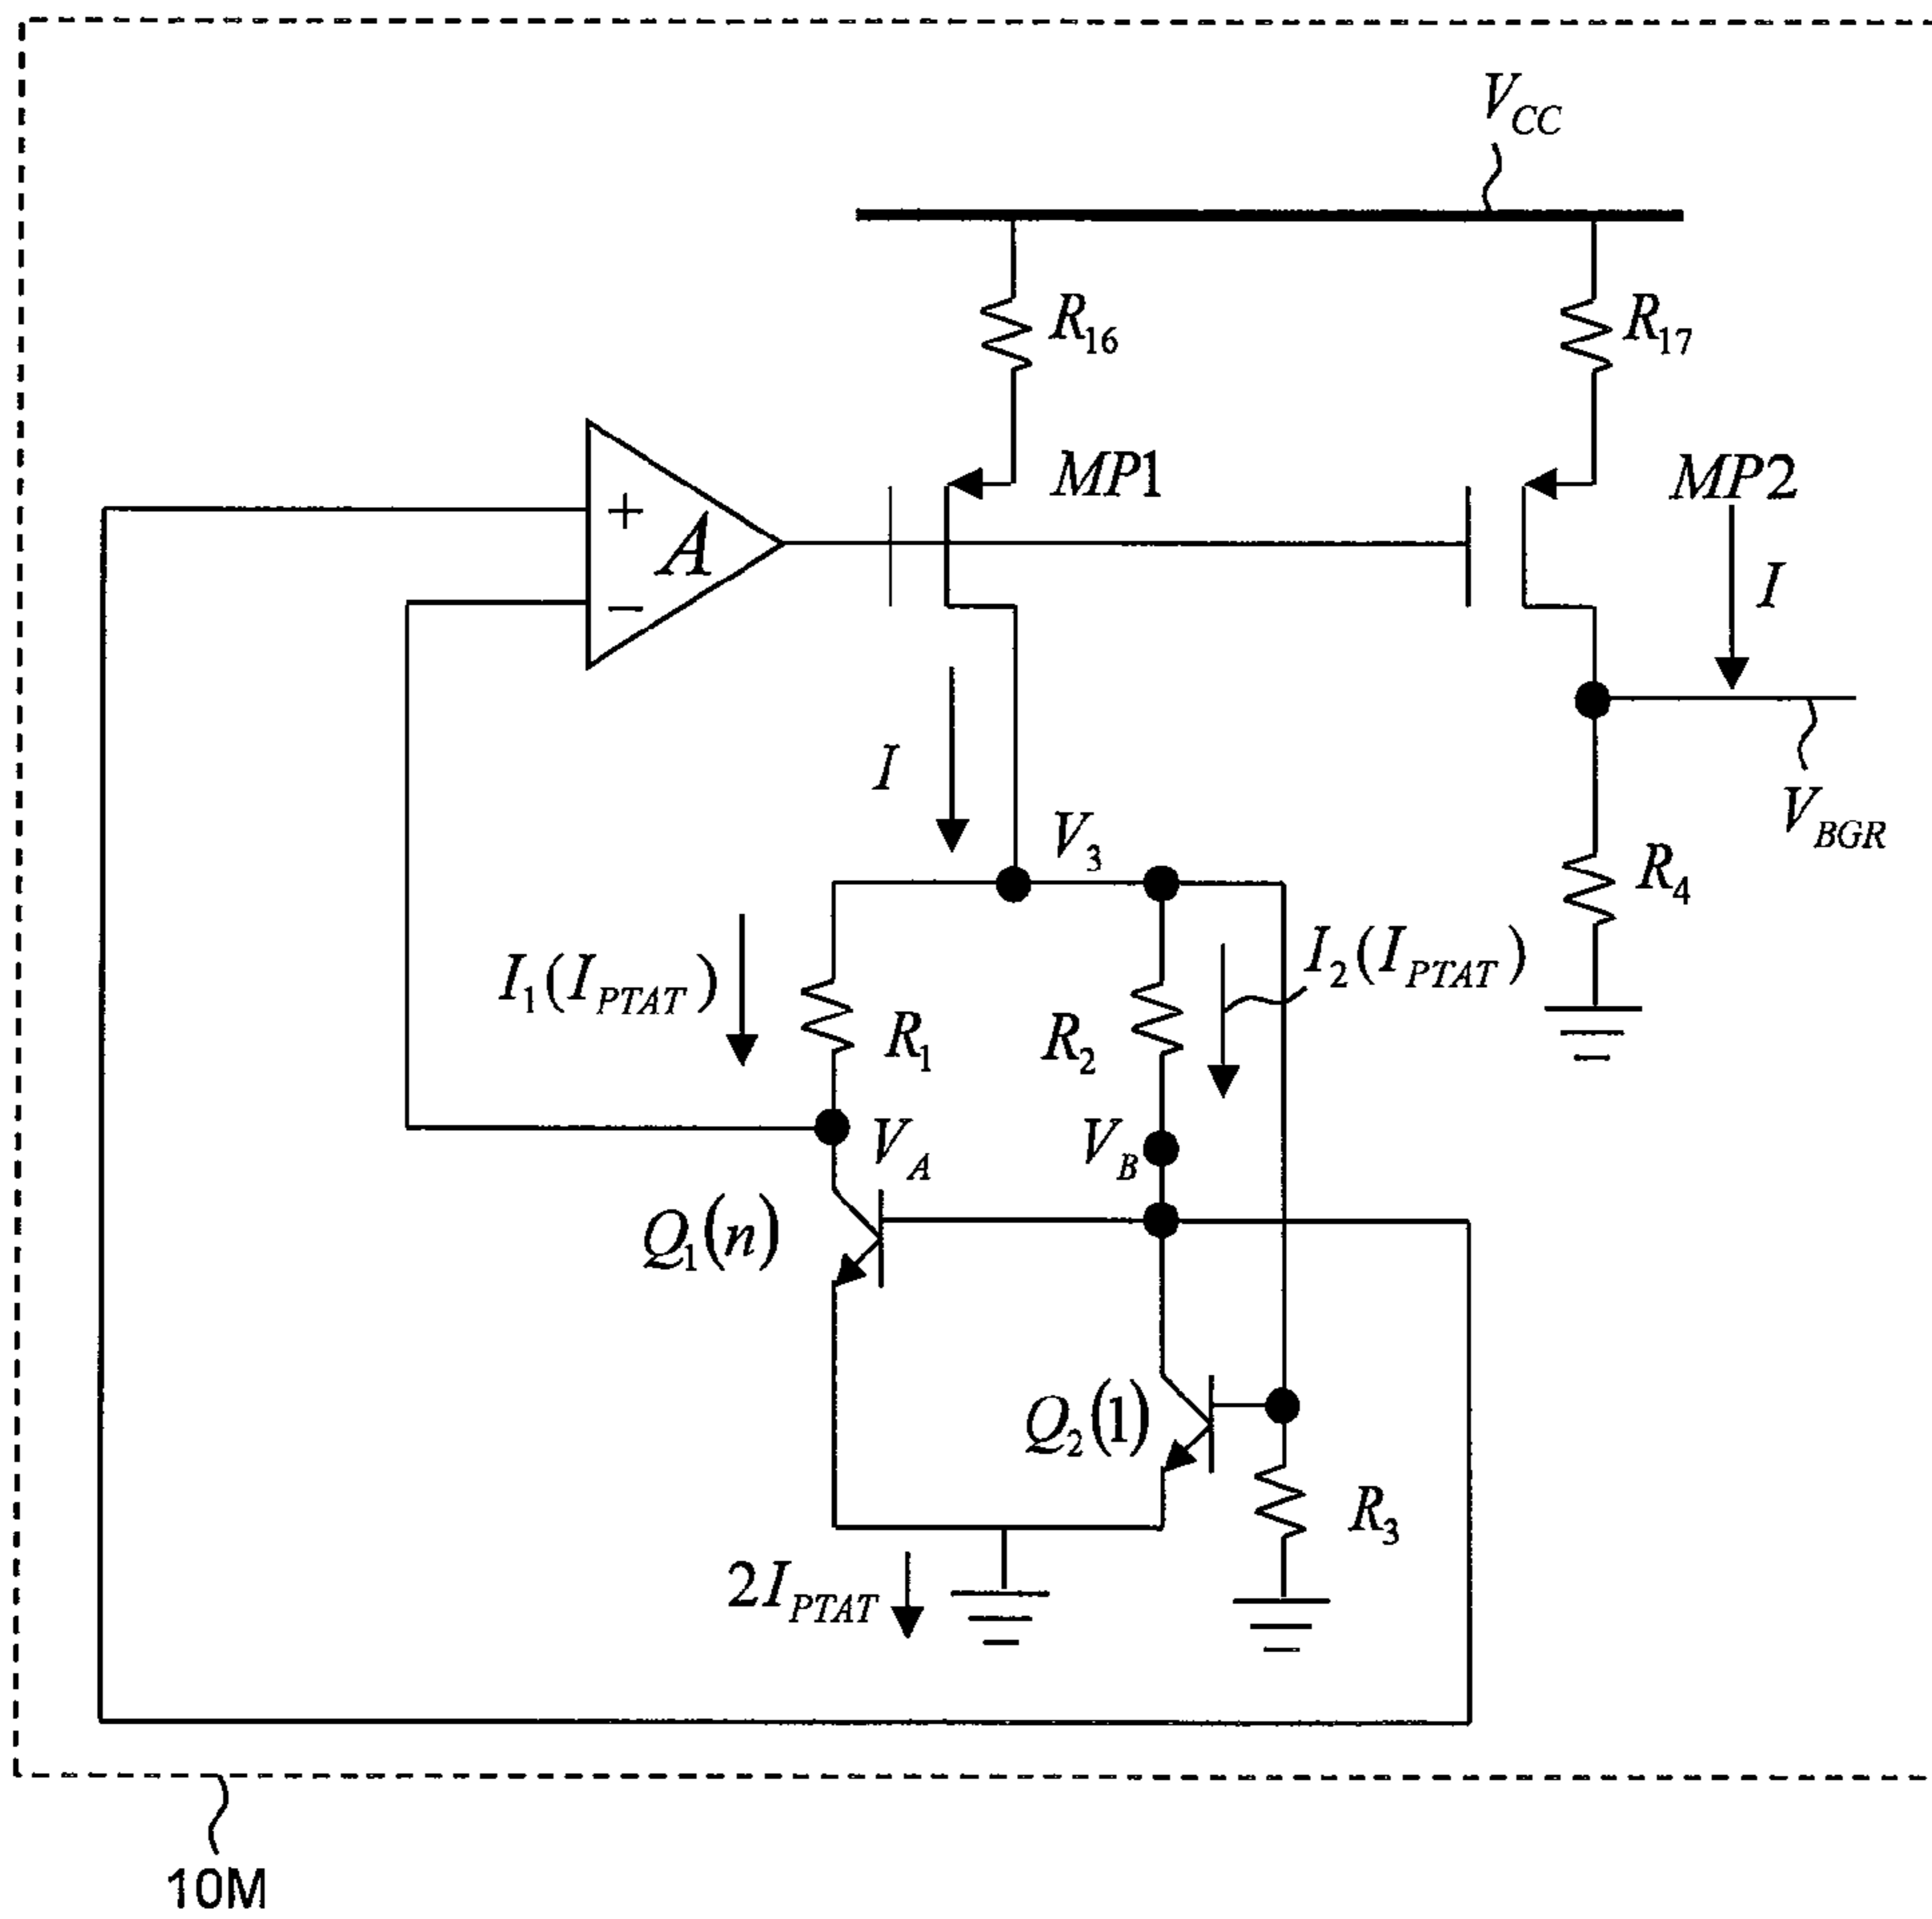 V_CC
R_16
R_17
MP1
MP2
+
A
−
I
I
V_3
V_BGR
R_4
I_1(I_PTAT)
I_2(I_PTAT)
R_1
R_2
V_A
V_B
Q_1(n)
Q_2(1)
R_3
2I_PTAT
10M